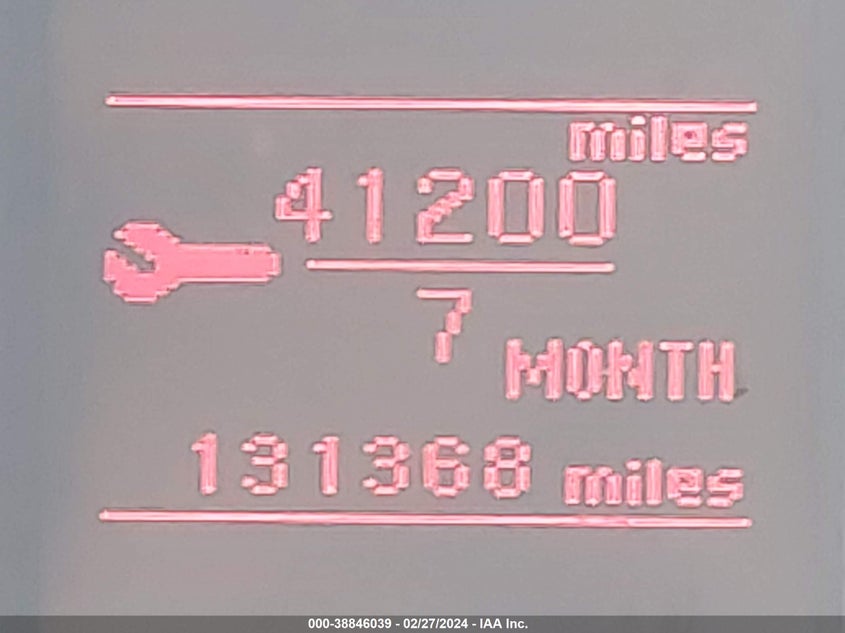 miles
41200
7
MONTH
131368 miles
000-38846039 - 02/27/2024 - IAA Inc.